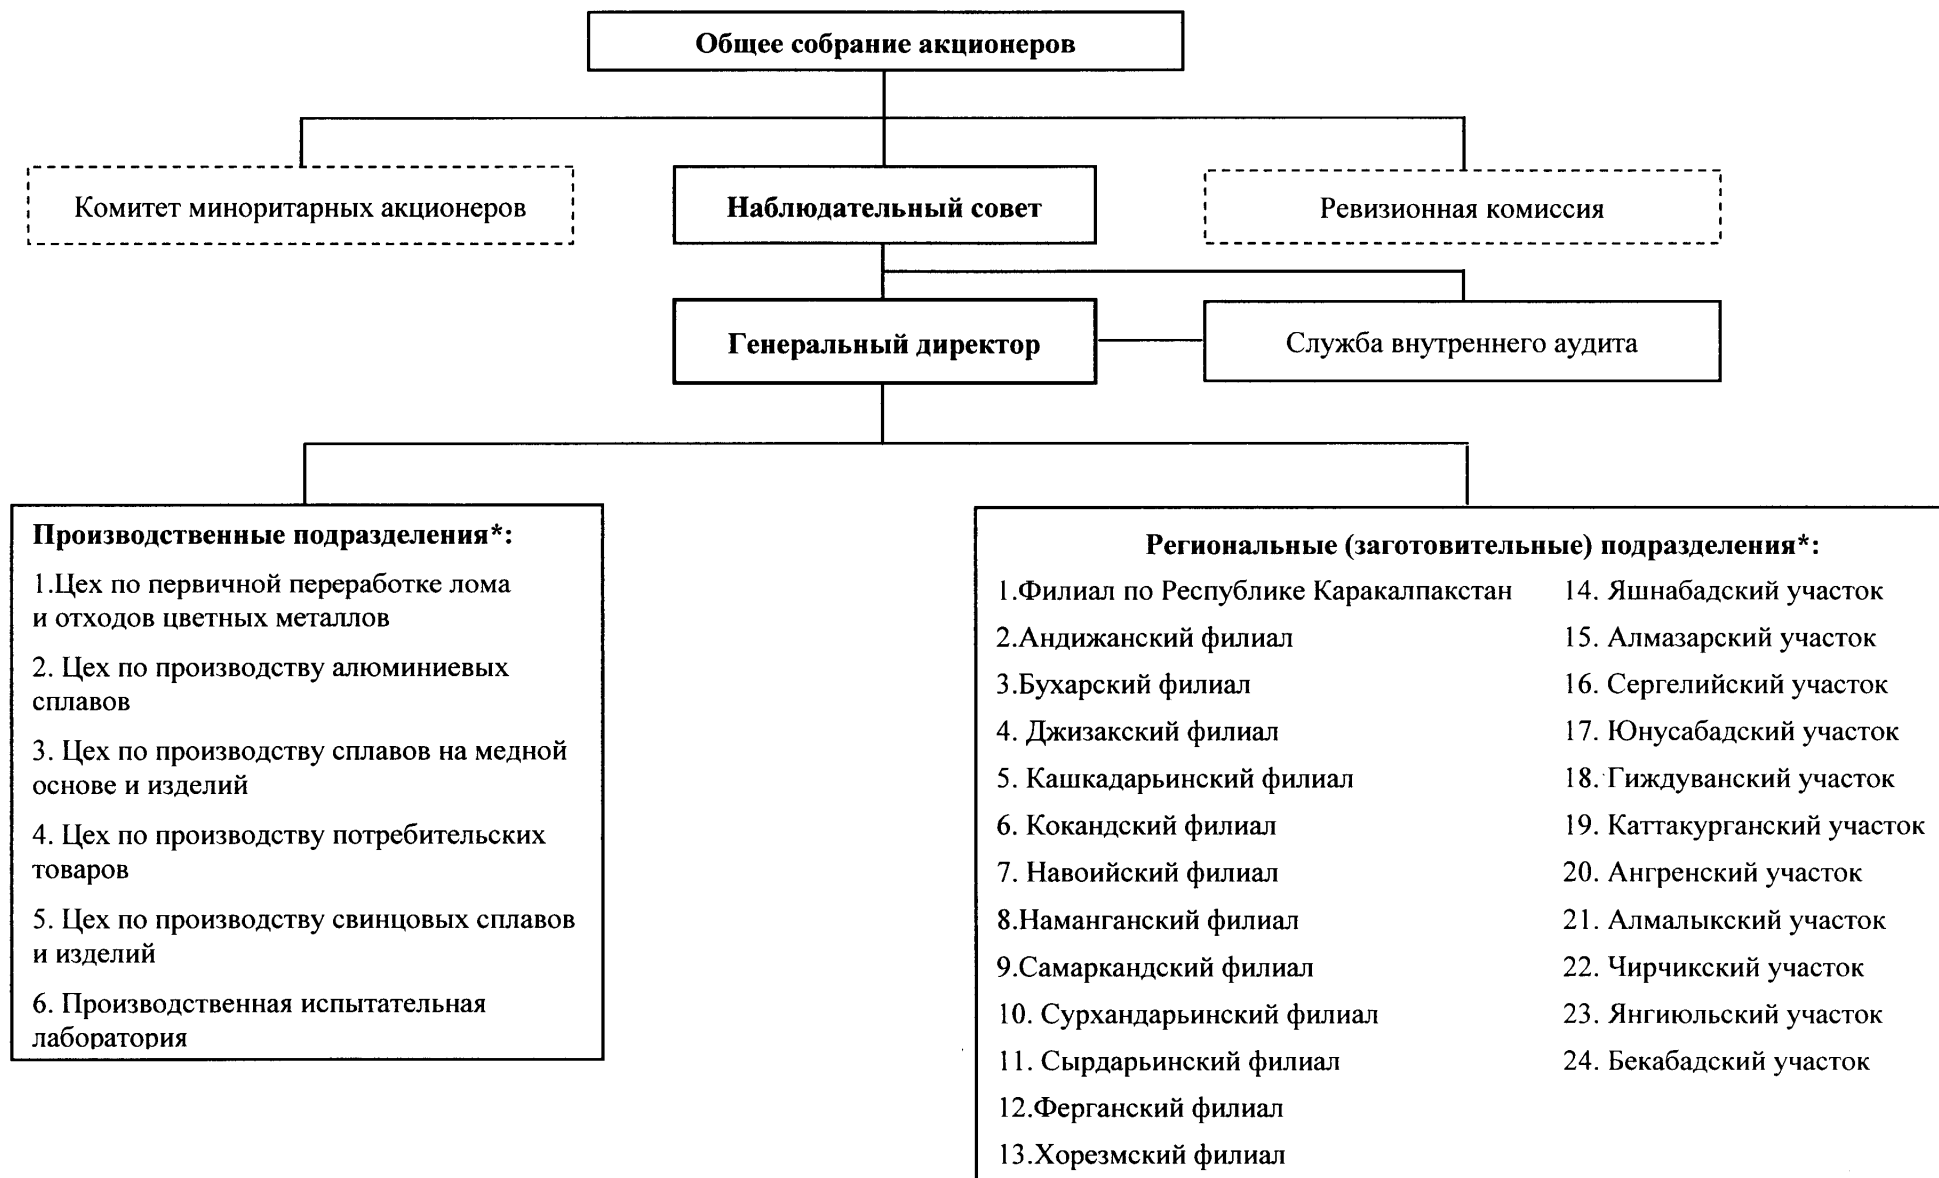 Общее собрание акционеров
Комитет миноритарных акционеров
Наблюдательный совет
Ревизионная комиссия
Генеральный директор
Служба внутреннего аудита
Производственные подразделения*:
1.Цех по первичной переработке лома
и отходов цветных металлов
2. Цех по производству алюминиевых
сплавов
3. Цех по производству сплавов на медной
основе и изделий
4. Цех по производству потребительских
товаров
5. Цех по производству свинцовых сплавов
и изделий
6. Производственная испытательная
лаборатория
Региональные (заготовительные) подразделения*:
1.Филиал по Республике Каракалпакстан
2.Андижанский филиал
3.Бухарский филиал
4. Джизакский филиал
5. Кашкадарьинский филиал
6. Кокандский филиал
7. Навоийский филиал
8.Наманганский филиал
9.Самаркандский филиал
10. Сурхандарьинский филиал
11. Сырдарьинский филиал
12.Ферганский филиал
13.Хорезмский филиал
14. Яшнабадский участок
15. Алмазарский участок
16. Сергелийский участок
17. Юнусабадский участок
18. Гиждуванский участок
19. Каттакурганский участок
20. Ангренский участок
21. Алмалыкский участок
22. Чирчикский участок
23. Янгиюльский участок
24. Бекабадский участок